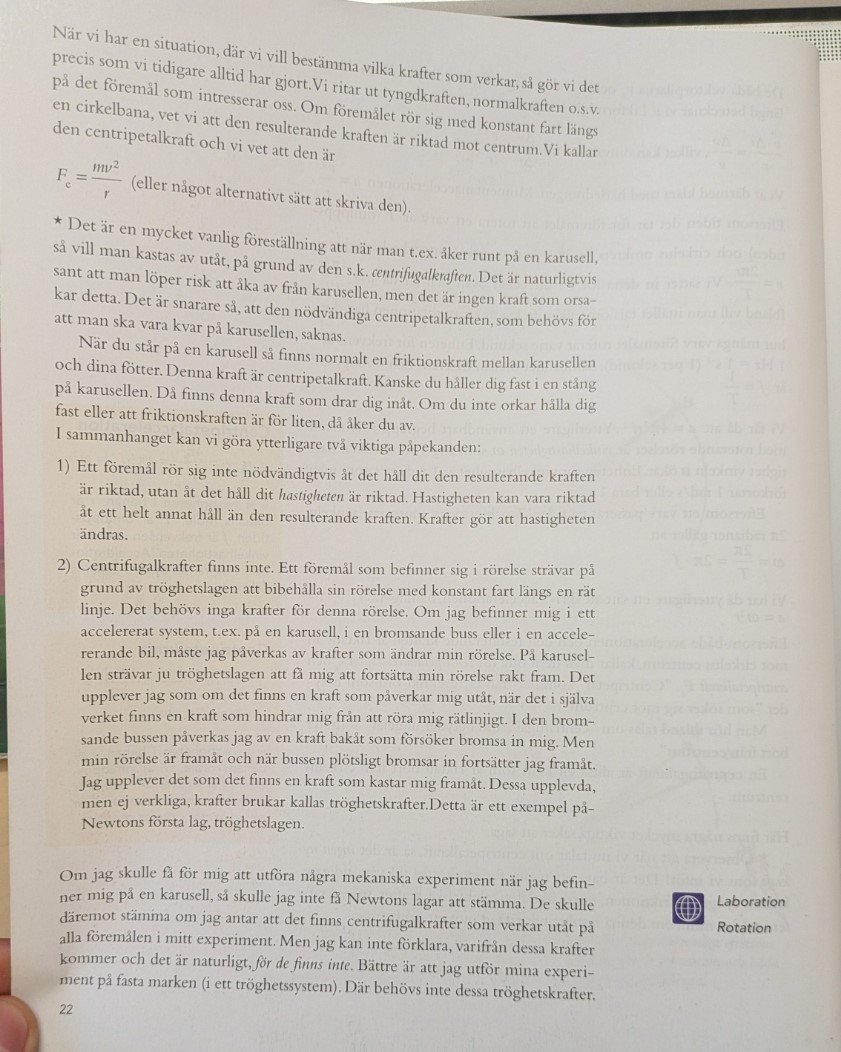 När vi har en situation, där vi vill bestämma vilka krafter som verkar, så gör vi det
precis som vi tidigare alltid har gjort.Vi ritar ut tyngdkraften, normalkraften o.s.v.
på det föremål som intresserar oss. Om föremålet rör sig med konstant fart längs
en cirkelbana, vet vi att den resulterande kraften är riktad mot centrum.Vi kallar
den centripetalkraft och vi vet att den är
F_c = mv²/r (eller något alternativt sätt att skriva den).
★ Det är en mycket vanlig föreställning att när man t.ex. åker runt på en karusell,
så vill man kastas av utåt, på grund av den s.k. centrifugalkraften. Det är naturligtvis
sant att man löper risk att åka av från karusellen, men det är ingen kraft som orsa-
kar detta. Det är snarare så, att den nödvändiga centripetalkraften, som behövs för
att man ska vara kvar på karusellen, saknas.
När du står på en karusell så finns normalt en friktionskraft mellan karusellen
och dina fötter. Denna kraft är centripetalkraft. Kanske du håller dig fast i en stång
på karusellen. Då finns denna kraft som drar dig inåt. Om du inte orkar hålla dig
fast eller att friktionskraften är för liten, då åker du av.
I sammanhanget kan vi göra ytterligare två viktiga påpekanden:
1) Ett föremål rör sig inte nödvändigtvis åt det håll dit den resulterande kraften
är riktad, utan åt det håll dit hastigheten är riktad. Hastigheten kan vara riktad
åt ett helt annat håll än den resulterande kraften. Krafter gör att hastigheten
ändras.
2) Centrifugalkrafter finns inte. Ett föremål som befinner sig i rörelse strävar på
grund av tröghetslagen att bibehålla sin rörelse med konstant fart längs en rät
linje. Det behövs inga krafter för denna rörelse. Om jag befinner mig i ett
accelererat system, t.ex. på en karusell, i en bromsande buss eller i en accele-
rerande bil, måste jag påverkas av krafter som ändrar min rörelse. På karusel-
len strävar ju tröghetslagen att få mig att fortsätta min rörelse rakt fram. Det
upplever jag som om det finns en kraft som påverkar mig utåt, när det i själva
verket finns en kraft som hindrar mig från att röra mig rätlinjigt. I den brom-
sande bussen påverkas jag av en kraft bakåt som försöker bromsa in mig. Men
min rörelse är framåt och när bussen plötsligt bromsar in fortsätter jag framåt.
Jag upplever det som det finns en kraft som kastar mig framåt. Dessa upplevda,
men ej verkliga, krafter brukar kallas tröghetskrafter.Detta är ett exempel på-
Newtons första lag, tröghetslagen.
Om jag skulle få för mig att utföra några mekaniska experiment när jag befin-
ner mig på en karusell, så skulle jag inte få Newtons lagar att stämma. De skulle
däremot stämma om jag antar att det finns centrifugalkrafter som verkar utåt på
alla föremålen i mitt experiment. Men jag kan inte förklara, varifrån dessa krafter
kommer och det är naturligt, för de finns inte. Bättre är att jag utför mina experi-
ment på fasta marken (i ett tröghetssystem). Där behövs inte dessa tröghetskrafter.
Laboration
Rotation
22